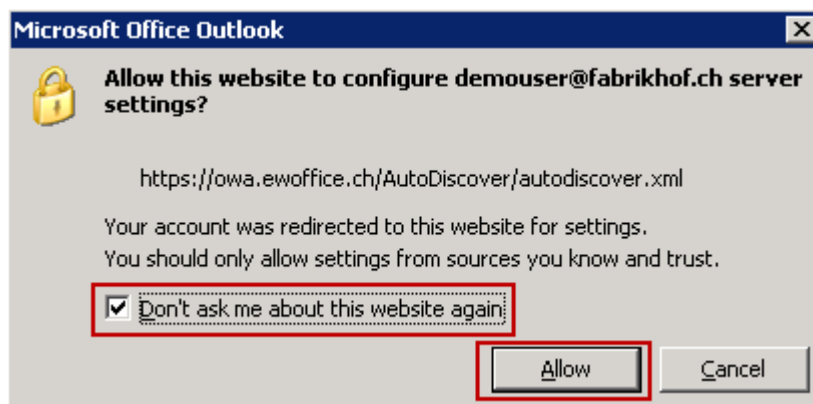 Microsoft Office Outlook
Allow this website to configure demouser@fabrikhof.ch server
settings?
https://owa.ewoffice.ch/AutoDiscover/autodiscover.xml
Your account was redirected to this website for settings.
You should only allow settings from sources you know and trust.
Don't ask me about this website again
Allow
Cancel